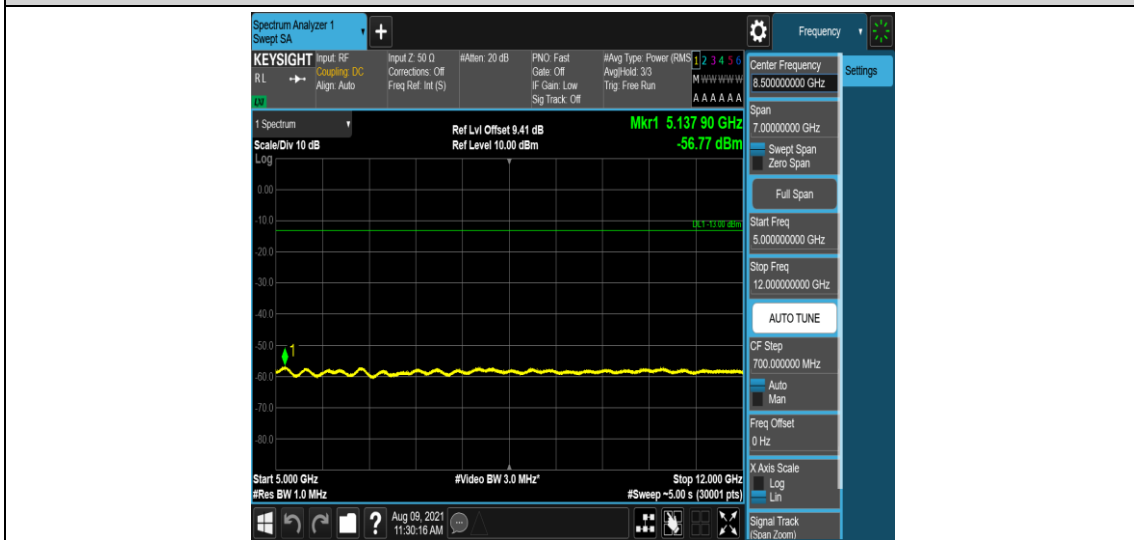 Spectrum Analyzer 1
Swept SA
+
Frequency
KEYSIGHT
RL
LXI
Input: RF
Coupling: DC
Align: Auto
Input Z: 50 Ω
Corrections: Off
Freq Ref: Int (S)
#Atten: 20 dB
PNO: Fast
Gate: Off
IF Gain: Low
Sig Track: Off
#Avg Type: Power (RMS
Avg|Hold: 3/3
Trig: Free Run
1 2 3 4 5 6
M W W W W W
A A A A A A
1 Spectrum
Scale/Div 10 dB
Ref Lvl Offset 9.41 dB
Ref Level 10.00 dBm
Mkr1 5.137 90 GHz
-56.77 dBm
Log
0.00
-10.0
DL1 -13.00 dBm
-20.0
-30.0
-40.0
-50.0
1
-60.0
-70.0
-80.0
Start 5.000 GHz
#Video BW 3.0 MHz*
Stop 12.000 GHz
#Res BW 1.0 MHz
#Sweep ~5.00 s (30001 pts)
?
Aug 09, 2021
11:30:16 AM
Center Frequency
8.500000000 GHz
Settings
Span
7.00000000 GHz
Swept Span
Zero Span
Full Span
Start Freq
5.000000000 GHz
Stop Freq
12.000000000 GHz
AUTO TUNE
CF Step
700.000000 MHz
Auto
Man
Freq Offset
0 Hz
X Axis Scale
Log
Lin
Signal Track
(Span Zoom)